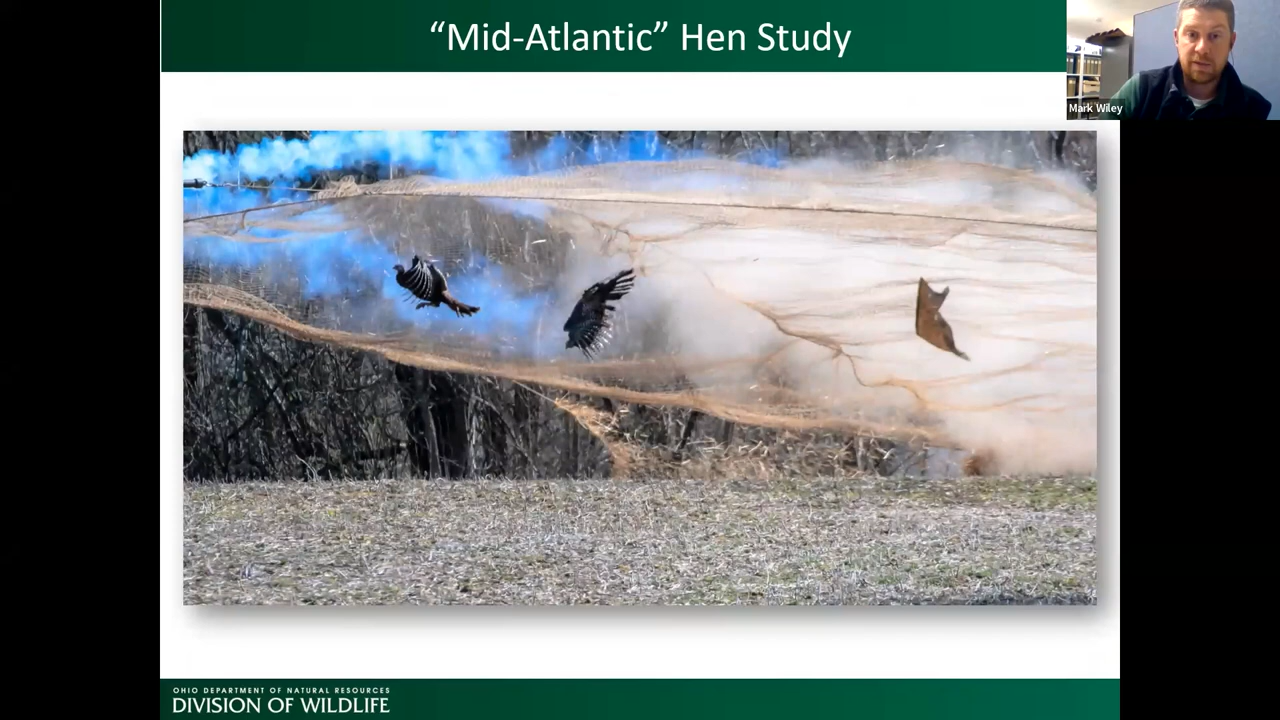 “Mid-Atlantic” Hen Study
Mark Wiley
OHIO DEPARTMENT OF NATURAL RESOURCES
DIVISION OF WILDLIFE